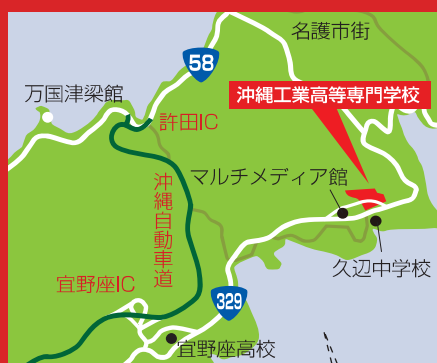 名護市街
58
万国津梁館
沖縄工業高等専門学校
許田IC
マルチメディア館
沖縄自動車道
久辺中学校
宜野座IC
329
宜野座高校